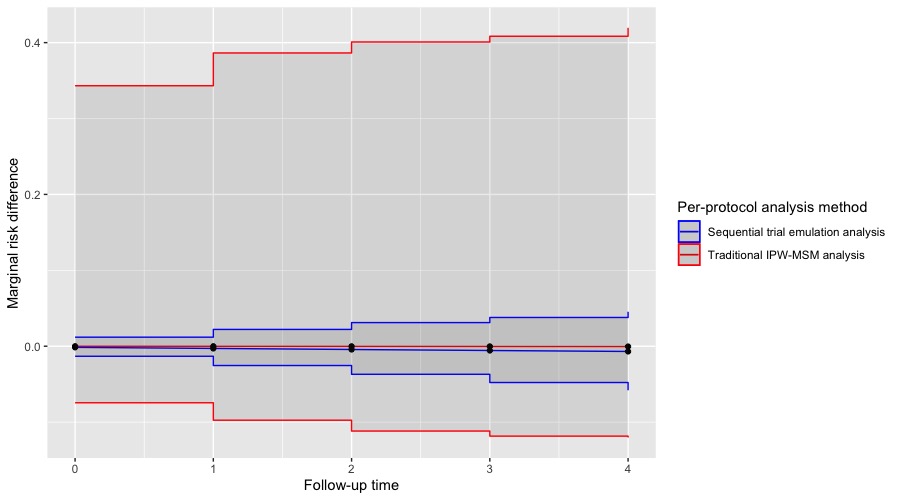 0.4
0.2
0.0
Marginal risk difference
0 1 2 3 4
Follow-up time
Per-protocol analysis method
Sequential trial emulation analysis
Traditional IPW-MSM analysis